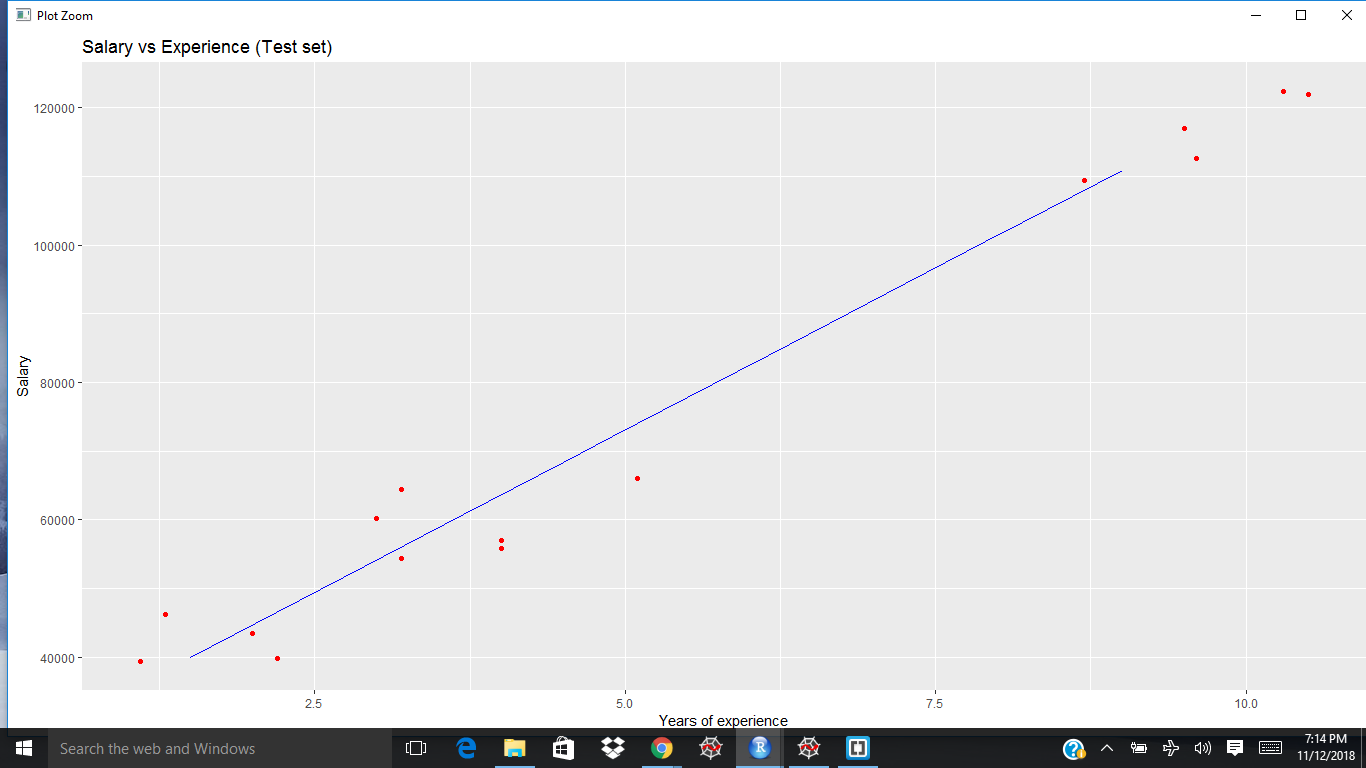 Plot Zoom
Salary vs Experience (Test set)
120000
100000
80000
60000
40000
Salary
2.5
5.0
7.5
10.0
Years of experience
Search the web and Windows
7:14 PM
11/12/2018